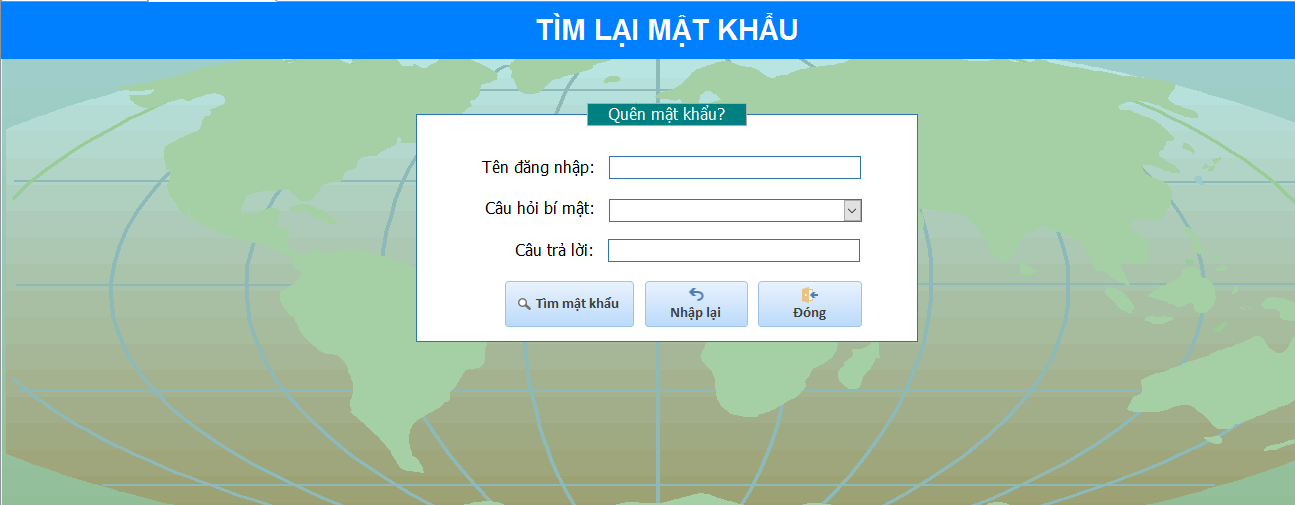 TÌM LẠI MẬT KHẨU
Quên mật khẩu?
Tên đăng nhập:
Câu hỏi bí mật:
Câu trả lời:
Tìm mật khẩu
Nhập lại
Đóng